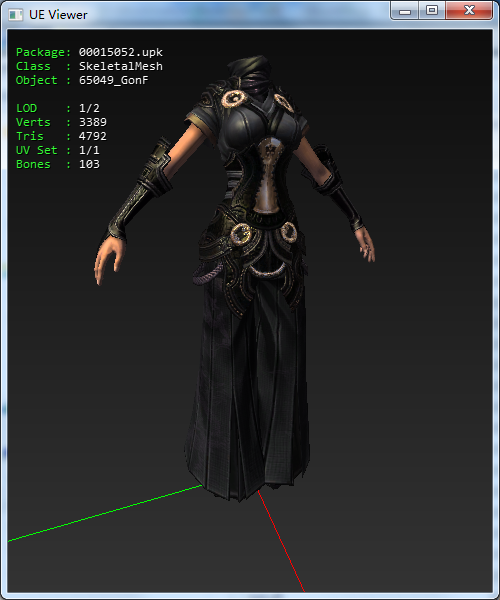 UE Viewer
Package: 00015052.upk
Class : SkeletalMesh
Object : 65049_GonF
LOD : 1/2
Verts : 3389
Tris : 4792
UV Set : 1/1
Bones : 103